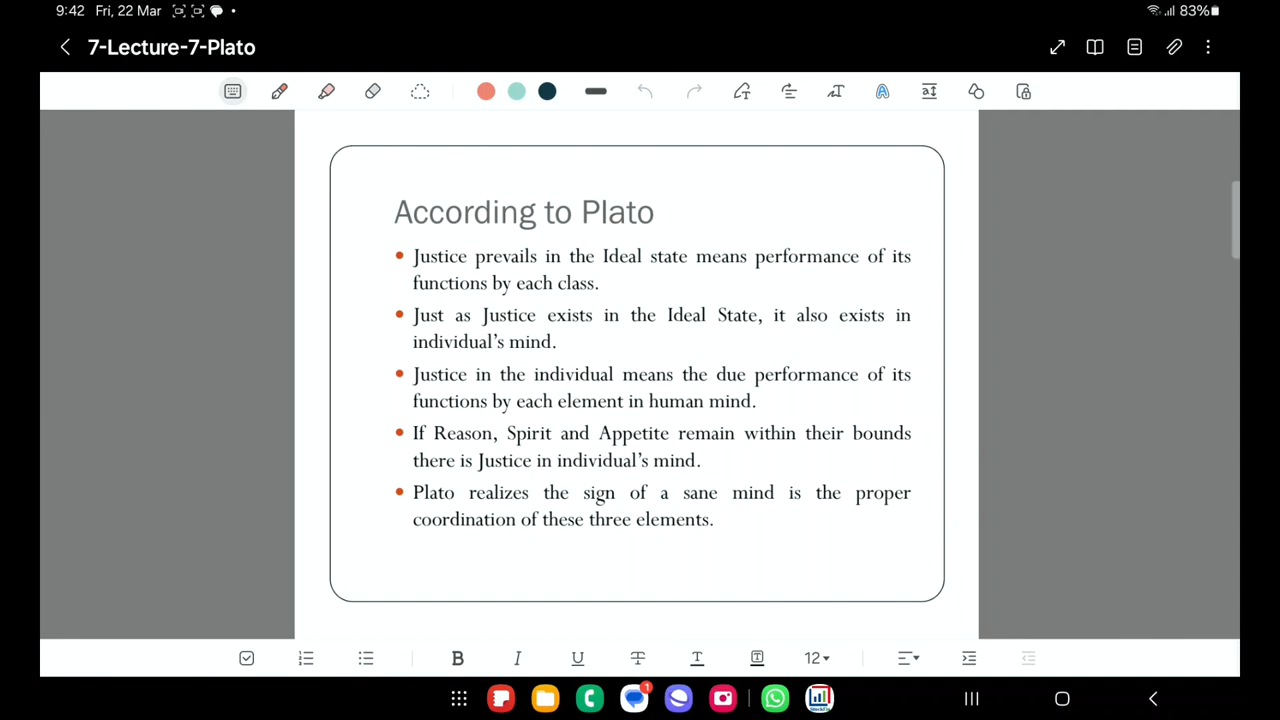 9:42 Fri, 22 Mar 83%
7-Lecture-7-Plato
According to Plato
• Justice prevails in the Ideal state means performance of its
functions by each class.
• Just as Justice exists in the Ideal State, it also exists in
individual's mind.
• Justice in the individual means the due performance of its
functions by each element in human mind.
• If Reason, Spirit and Appetite remain within their bounds
there is Justice in individual's mind.
• Plato realizes the sign of a sane mind is the proper
coordination of these three elements.
B I U T T T 12
1